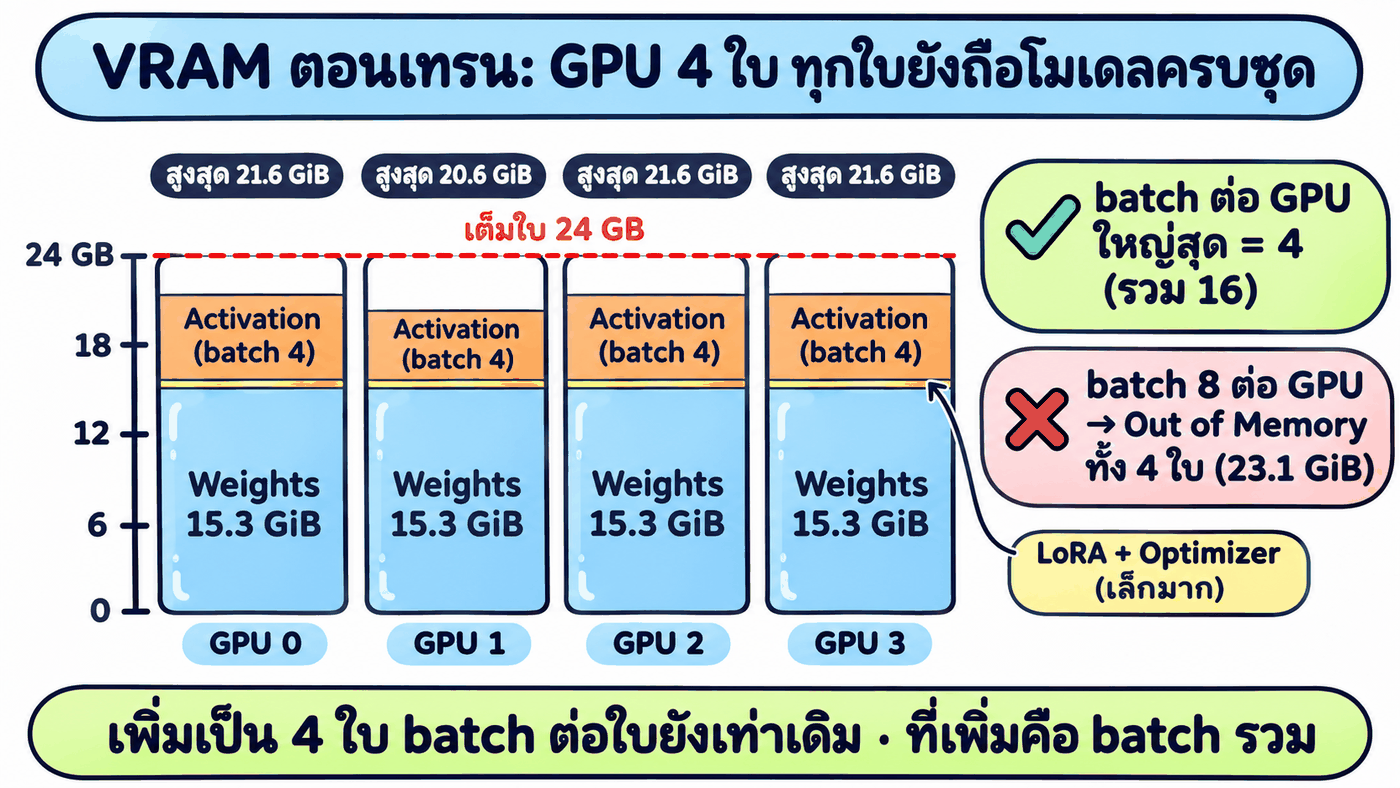 VRAM ตอนเทรน: GPU 4 ใบ ทุกใบยังถือโมเดลครบชุด
สูงสุด 21.6 GiB
สูงสุด 20.6 GiB
สูงสุด 21.6 GiB
สูงสุด 21.6 GiB
เต็มใบ 24 GB
24 GB
18
12
6
0
Activation
(batch 4)
Weights
15.3 GiB
GPU 0
Activation
(batch 4)
Weights
15.3 GiB
GPU 1
Activation
(batch 4)
Weights
15.3 GiB
GPU 2
Activation
(batch 4)
Weights
15.3 GiB
GPU 3
batch ต่อ GPU
ใหญ่สุด = 4
(รวม 16)
batch 8 ต่อ GPU
→ Out of Memory
ทั้ง 4 ใบ (23.1 GiB)
LoRA + Optimizer
(เล็กมาก)
เพิ่มเป็น 4 ใบ batch ต่อใบยังเท่าเดิม · ที่เพิ่มคือ batch รวม